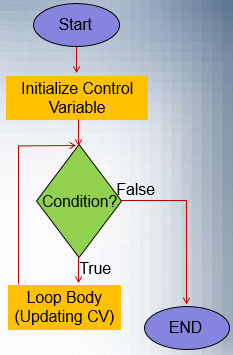 Start
Initialize Control
Variable
Condition?
False
True
Loop Body
(Updating CV)
END